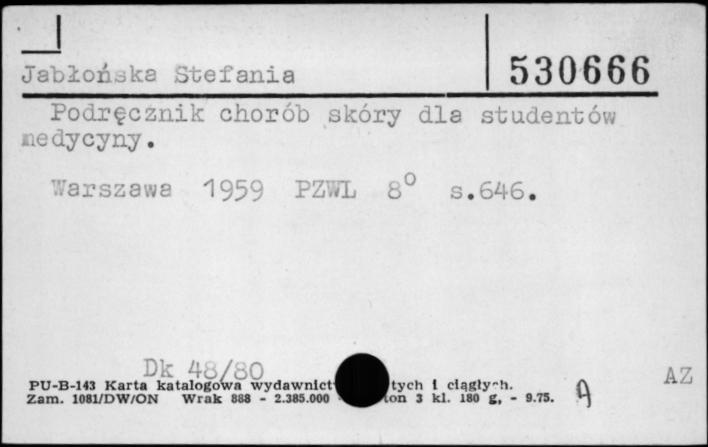 Jabłońska Stefania
530666
Podręcznik chorób skóry dla studentów
medycyny.
Warszawa 1959 PZWL 8° s.646.
Dk 48/80
AZ
PU-B-143 Karta katalogowa wydawnict tych i ciągłych.
Zam. 1081/DW/ON Wrak 888 - 2.385.000 ton 3 kl. 180 g, - 9.75.